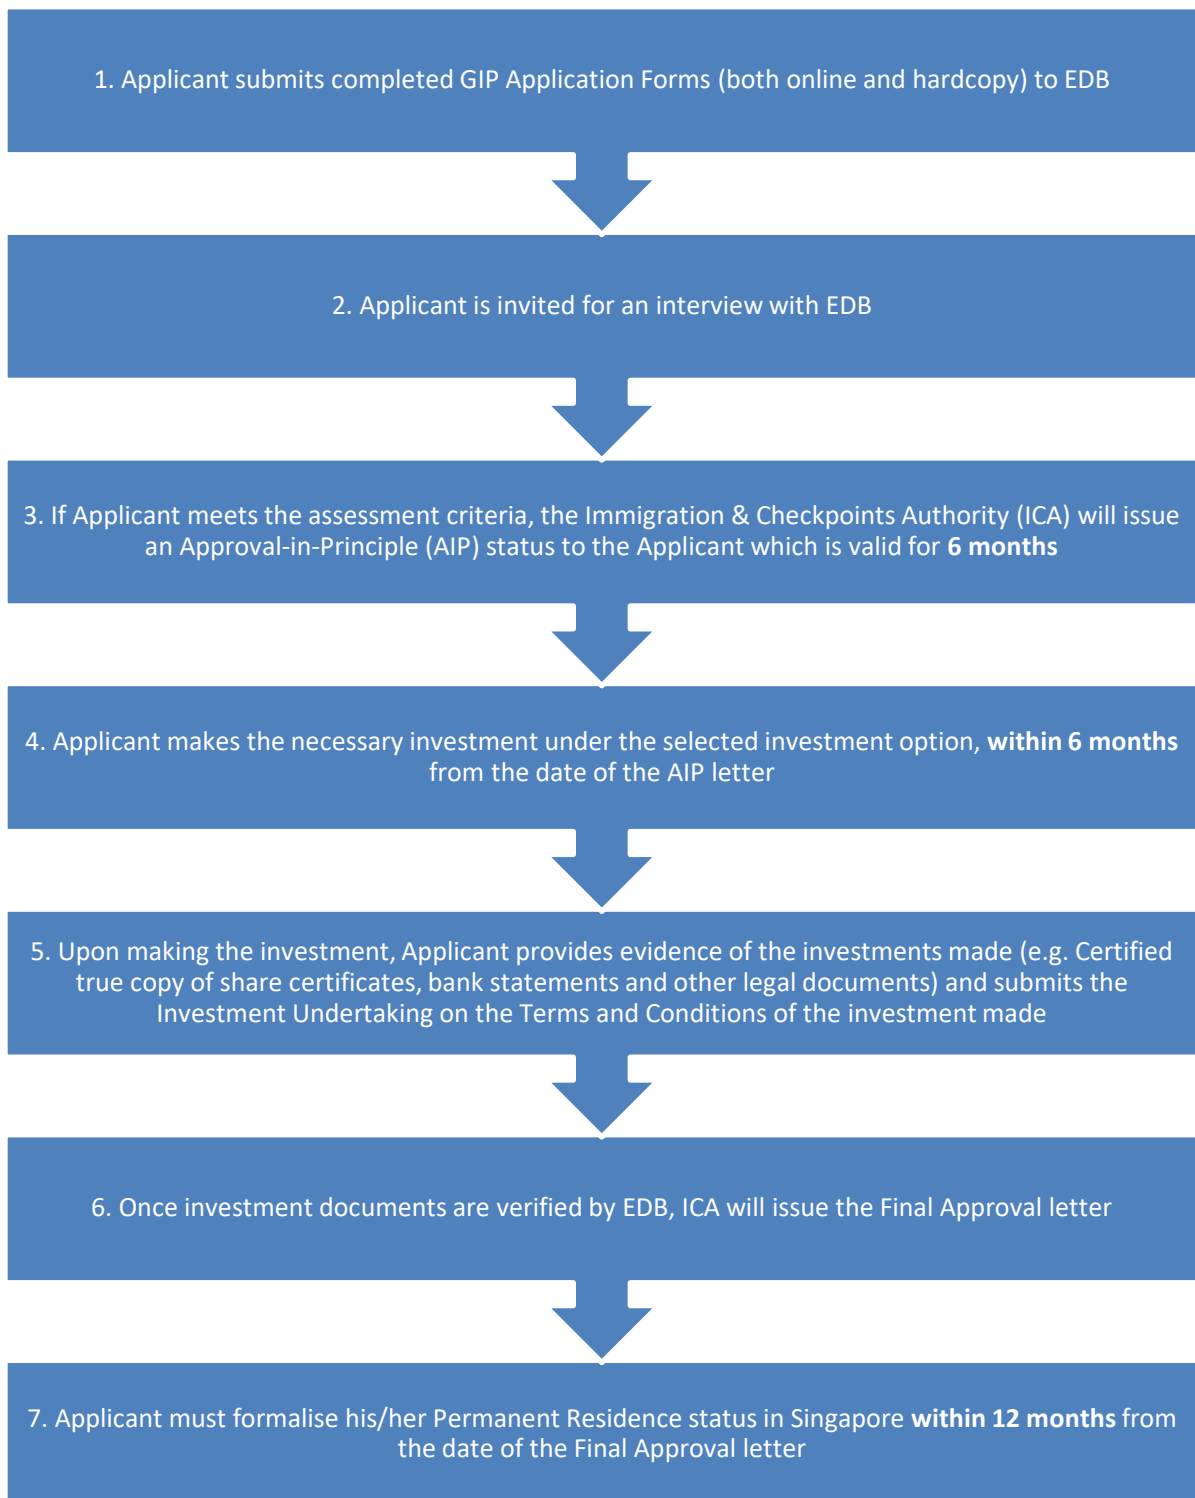 1. Applicant submits completed GIP Application Forms (both online and hardcopy) to EDB
2. Applicant is invited for an interview with EDB
3. If Applicant meets the assessment criteria, the Immigration & Checkpoints Authority (ICA) will issue
an Approval-in-Principle (AIP) status to the Applicant which is valid for 6 months
4. Applicant makes the necessary investment under the selected investment option, within 6 months
from the date of the AIP letter
5. Upon making the investment, Applicant provides evidence of the investments made (e.g. Certified
true copy of share certificates, bank statements and other legal documents) and submits the
Investment Undertaking on the Terms and Conditions of the investment made
6. Once investment documents are verified by EDB, ICA will issue the Final Approval letter
7. Applicant must formalise his/her Permanent Residence status in Singapore within 12 months from
the date of the Final Approval letter